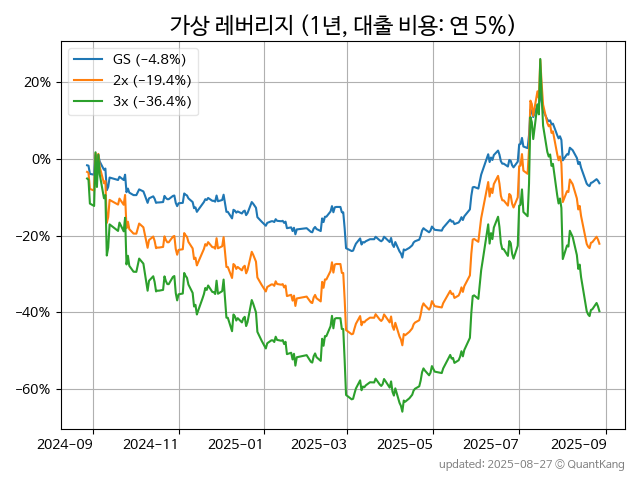 가상 레버리지 (1년, 대출 비용: 연 5%)
GS (−4.8%)
2x (−19.4%)
3x (−36.4%)
20%
0%
−20%
−40%
−60%
2024-09 2024-11 2025-01 2025-03 2025-05 2025-07 2025-09
updated: 2025-08-27 © QuantKang